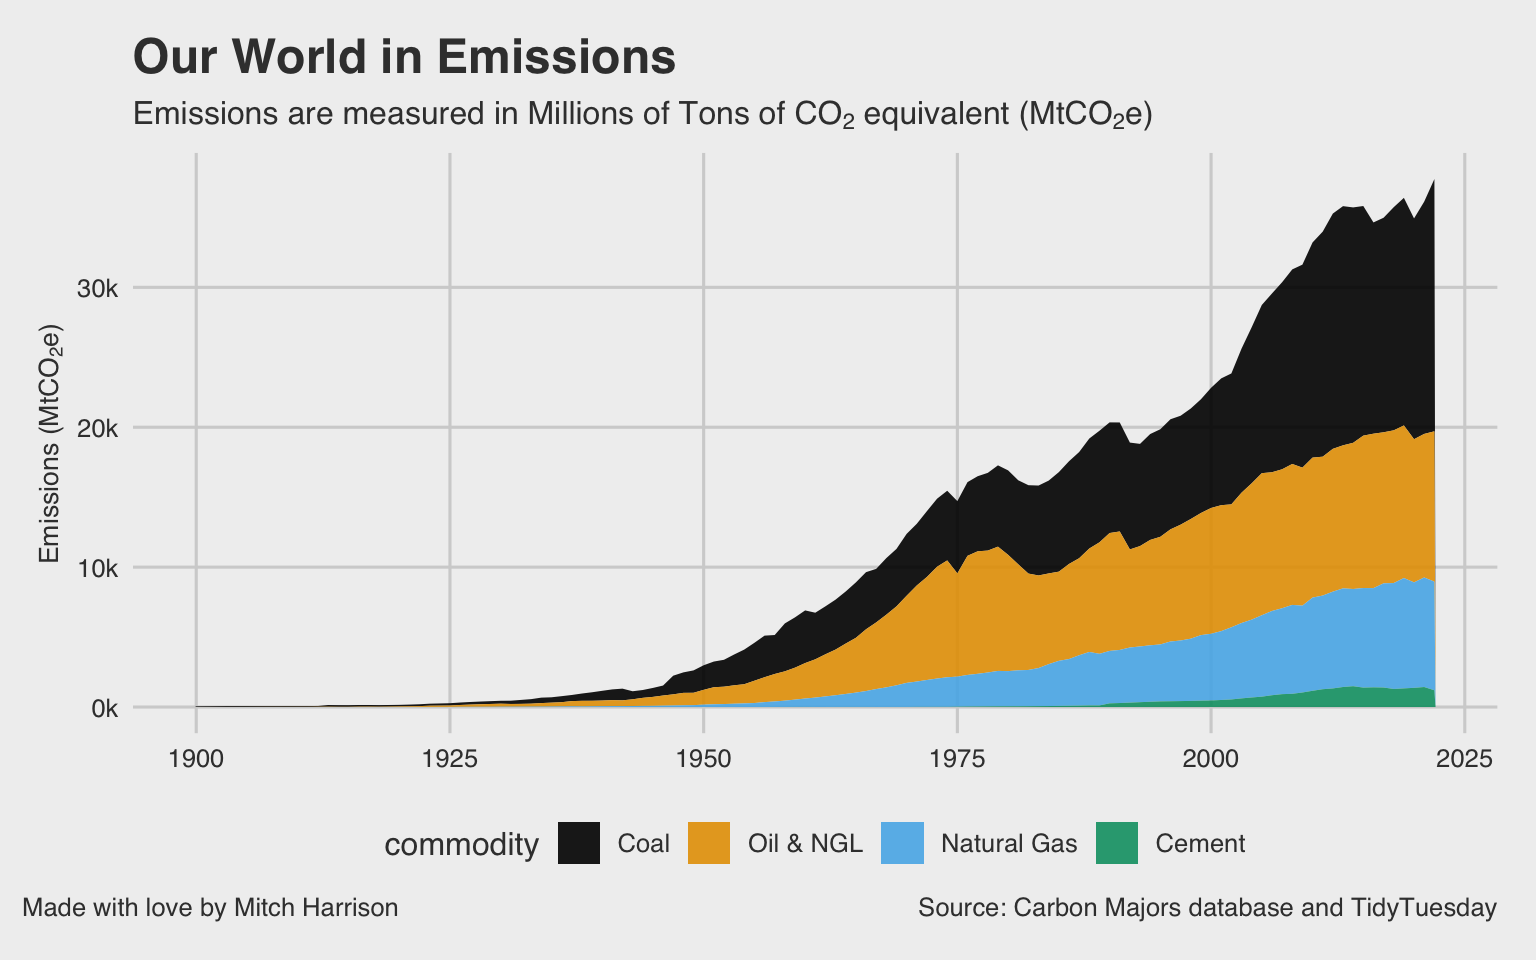 Our World in Emissions
Emissions are measured in Millions of Tons of CO₂ equivalent (MtCO₂e)
Emissions (MtCO₂e)
30k
20k
10k
0k
1900 1925 1950 1975 2000 2025
commodity Coal Oil & NGL Natural Gas Cement
Made with love by Mitch Harrison Source: Carbon Majors database and TidyTuesday